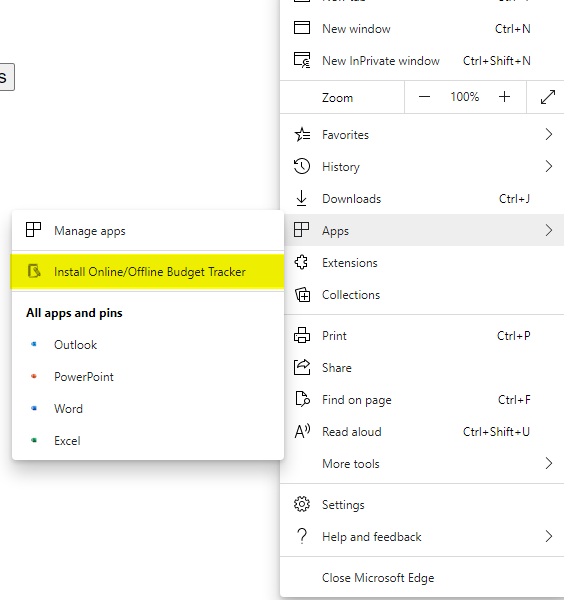 New window Ctrl+N
New InPrivate window Ctrl+Shift+N
Zoom — 100% +
Favorites
History
Downloads Ctrl+J
Apps
Extensions
Collections
Print Ctrl+P
Share
Find on page Ctrl+F
Read aloud Ctrl+Shift+U
More tools
Settings
? Help and feedback
Close Microsoft Edge
s
Manage apps
Install Online/Offline Budget Tracker
All apps and pins
Outlook
PowerPoint
Word
Excel